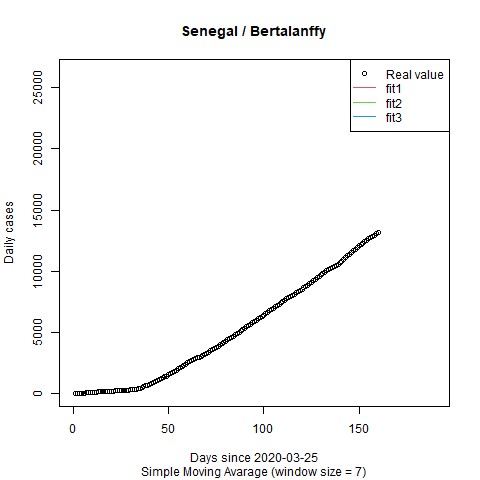 Senegal / Bertalanffy
Real value
fit1
fit2
fit3
25000
20000
15000
10000
5000
0
Daily cases
0 50 100 150
Days since 2020-03-25
Simple Moving Avarage (window size = 7)